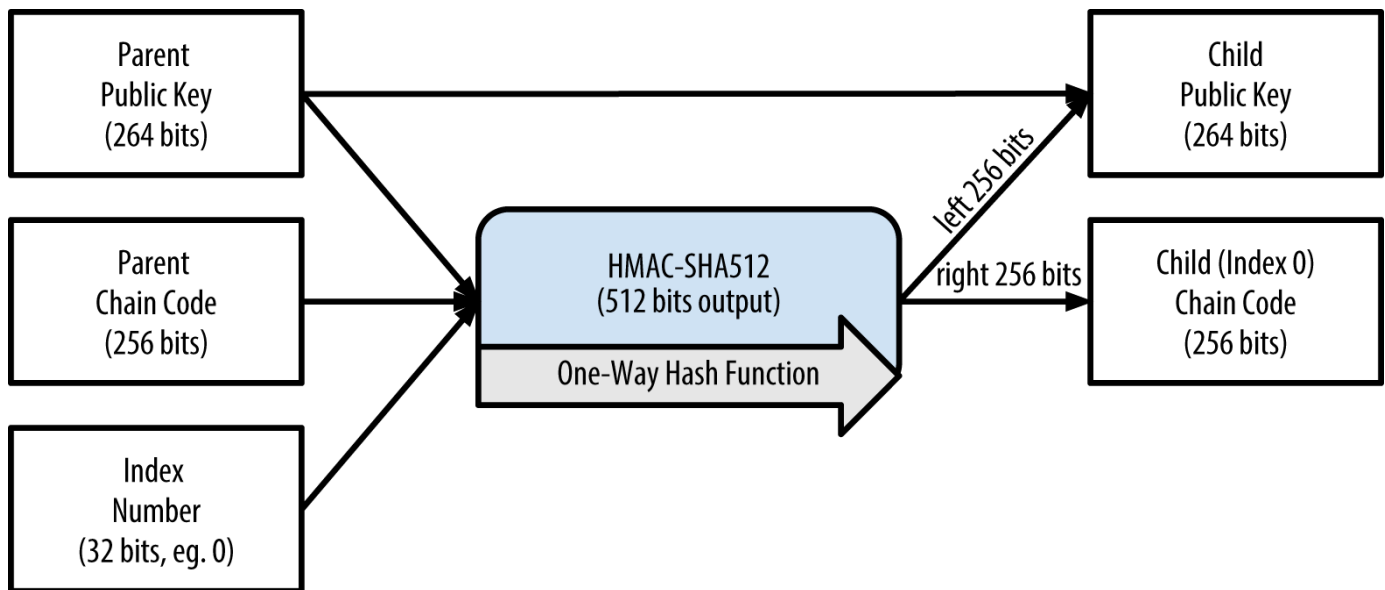 Parent
Public Key
(264 bits)
Child
Public Key
(264 bits)
left 256 bits
Parent
Chain Code
(256 bits)
HMAC-SHA512
(512 bits output)
One-Way Hash Function
right 256 bits
Child (Index 0)
Chain Code
(256 bits)
Index
Number
(32 bits, eg. 0)